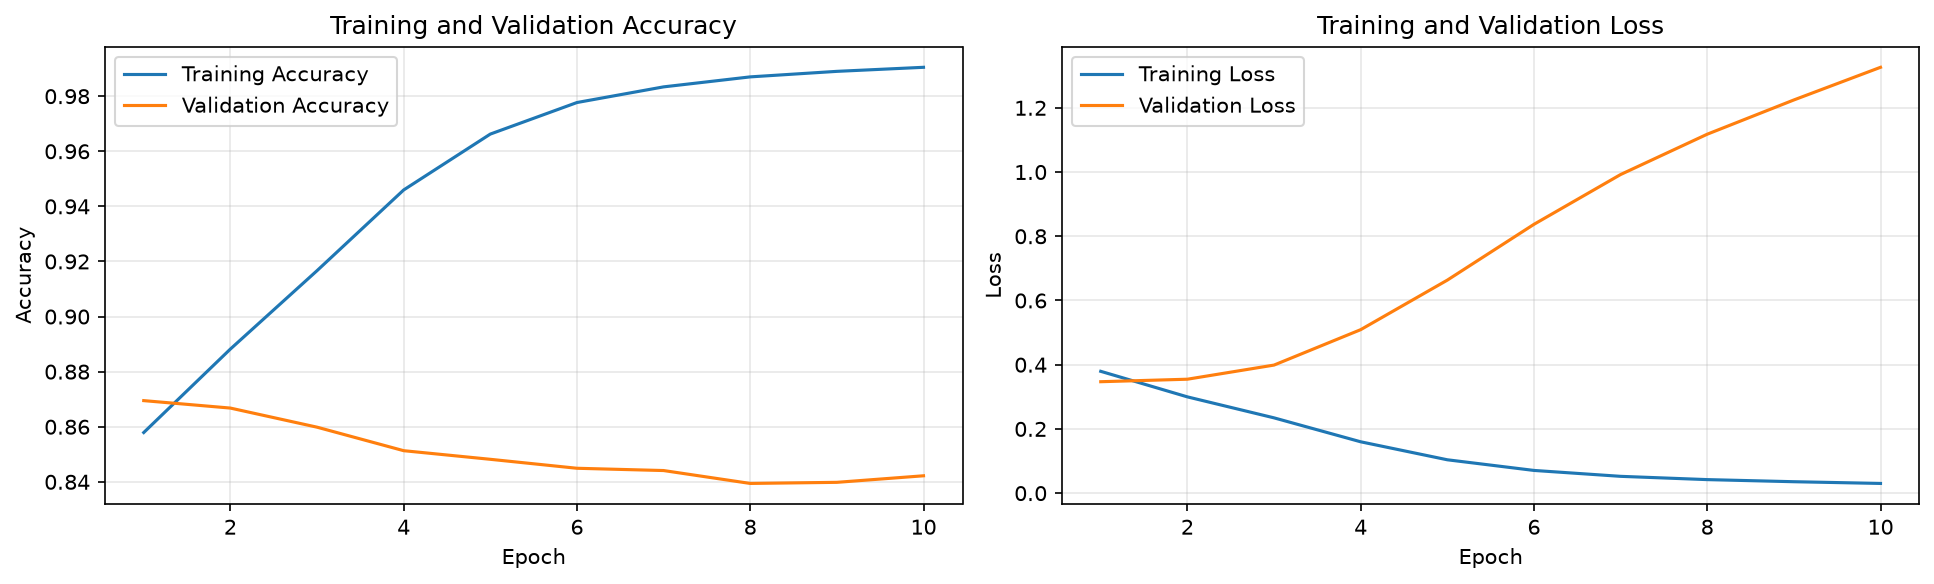 Training and Validation Accuracy
Training Accuracy
Validation Accuracy
0.98
0.96
0.94
0.92
0.90
0.88
0.86
0.84
Accuracy
2 4 6 8 10
Epoch
Training and Validation Loss
Training Loss
Validation Loss
1.2
1.0
0.8
0.6
0.4
0.2
0.0
Loss
2 4 6 8 10
Epoch